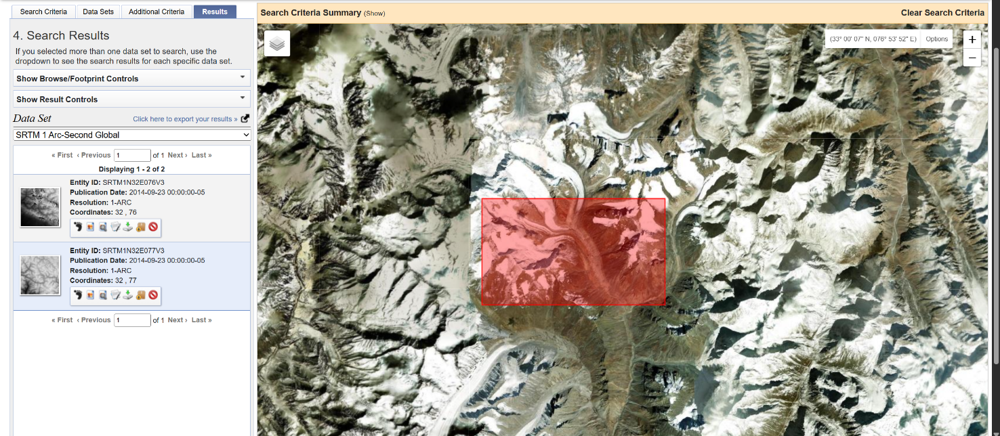 Search Criteria Data Sets Additional Criteria Results
4. Search Results
If you selected more than one data set to search, use the
dropdown to see the search results for each specific data set.
Show Browse/Footprint Controls
Show Result Controls
Data Set Click here to export your results »
SRTM 1 Arc-Second Global
« First ‹ Previous 1 of 1 Next › Last »
Displaying 1 - 2 of 2
Entity ID: SRTM1N32E076V3
Publication Date: 2014-09-23 00:00:00-05
Resolution: 1-ARC
Coordinates: 32 , 76
Entity ID: SRTM1N32E077V3
Publication Date: 2014-09-23 00:00:00-05
Resolution: 1-ARC
Coordinates: 32 , 77
« First ‹ Previous 1 of 1 Next › Last »
Search Criteria Summary (Show) Clear Search Criteria
(33° 00' 07" N, 076° 53' 52" E) Options
+
−